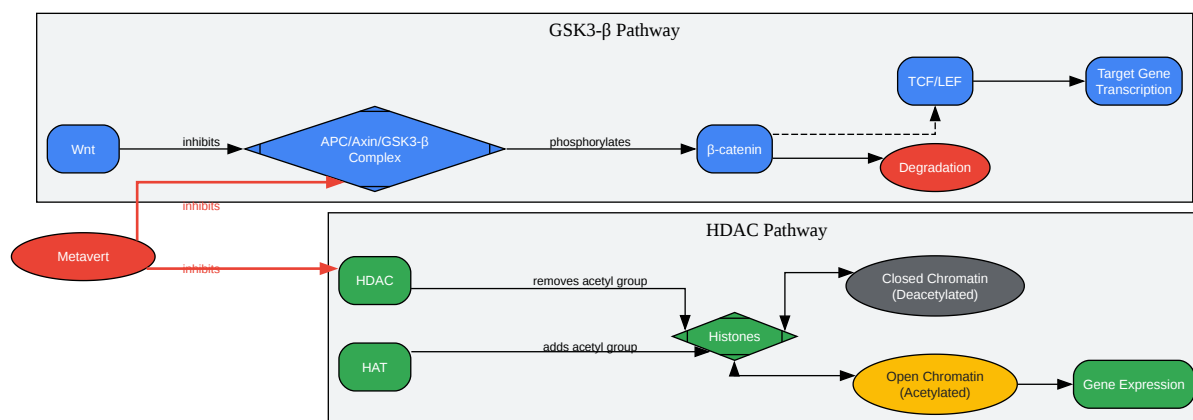 GSK3-β Pathway
TCF/LEF
Target Gene
Transcription
Wnt
inhibits
APC/Axin/GSK3-β
Complex
phosphorylates
β-catenin
Degradation
inhibits
Metavert
inhibits
HDAC Pathway
HDAC
removes acetyl group
Closed Chromatin
(Deacetylated)
Histones
HAT
adds acetyl group
Open Chromatin
(Acetylated)
Gene Expression